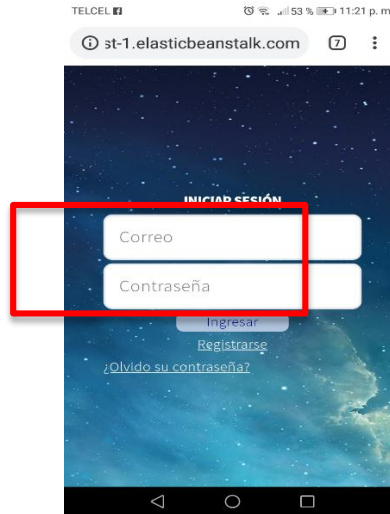 TELCEL 53 % 11:21 p. m
st-1.elasticbeanstalk.com 7
INICIAR SESIÓN
Correo
Contraseña
Ingresar
Registrarse
¿Olvido su contraseña?